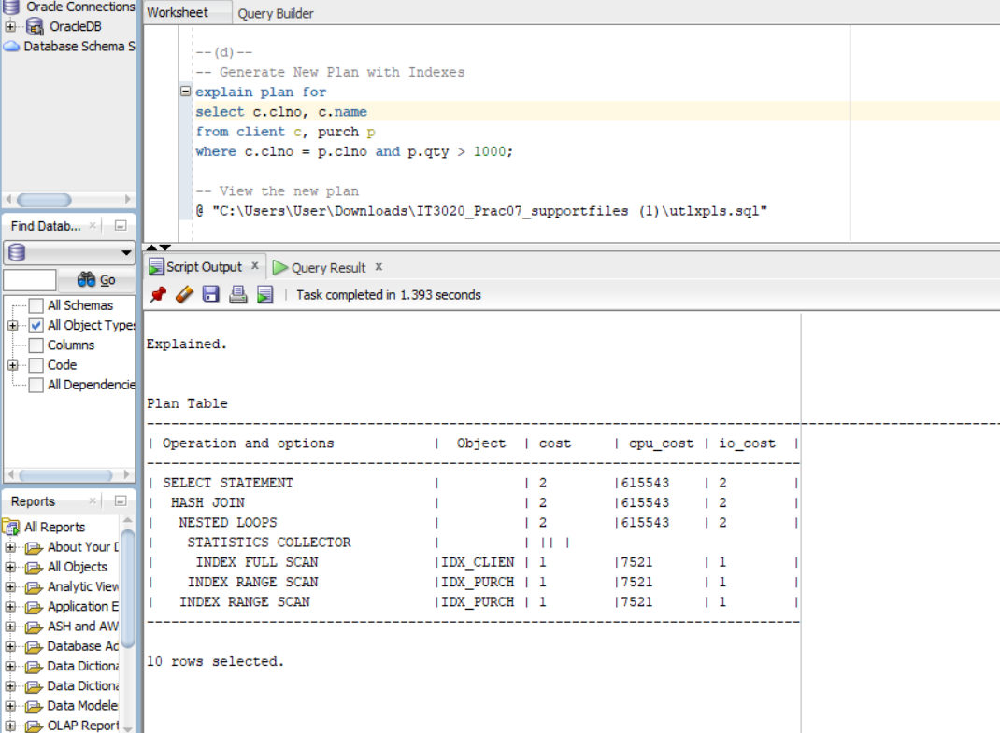 Oracle Connections
OracleDB
Database Schema S
Worksheet
Query Builder
--(d)--
-- Generate New Plan with Indexes
explain plan for
select c.clno, c.name
from client c, purch p
where c.clno = p.clno and p.qty > 1000;
-- View the new plan
@ "C:\Users\User\Downloads\IT3020_Prac07_supportfiles (1)\utlxpls.sql"
Find Datab...
Go
All Schemas
All Object Types
Columns
Code
All Dependencie
Reports
All Reports
About Your D
All Objects
Analytic View
Application E
ASH and AW
Database Ad
Data Dictiona
Data Dictiona
Data Modele
OLAP Report
Script Output x
Query Result x
Task completed in 1.393 seconds
Explained.
Plan Table
--------------------------------------------------------------------------------
| Operation and options | Object | cost | cpu_cost | io_cost |
--------------------------------------------------------------------------------
| SELECT STATEMENT | | 2 |615543 | 2 |
| HASH JOIN | | 2 |615543 | 2 |
| NESTED LOOPS | | 2 |615543 | 2 |
| STATISTICS COLLECTOR | | || |
| INDEX FULL SCAN |IDX_CLIEN | 1 |7521 | 1 |
| INDEX RANGE SCAN |IDX_PURCH | 1 |7521 | 1 |
| INDEX RANGE SCAN |IDX_PURCH | 1 |7521 | 1 |
--------------------------------------------------------------------------------
10 rows selected.